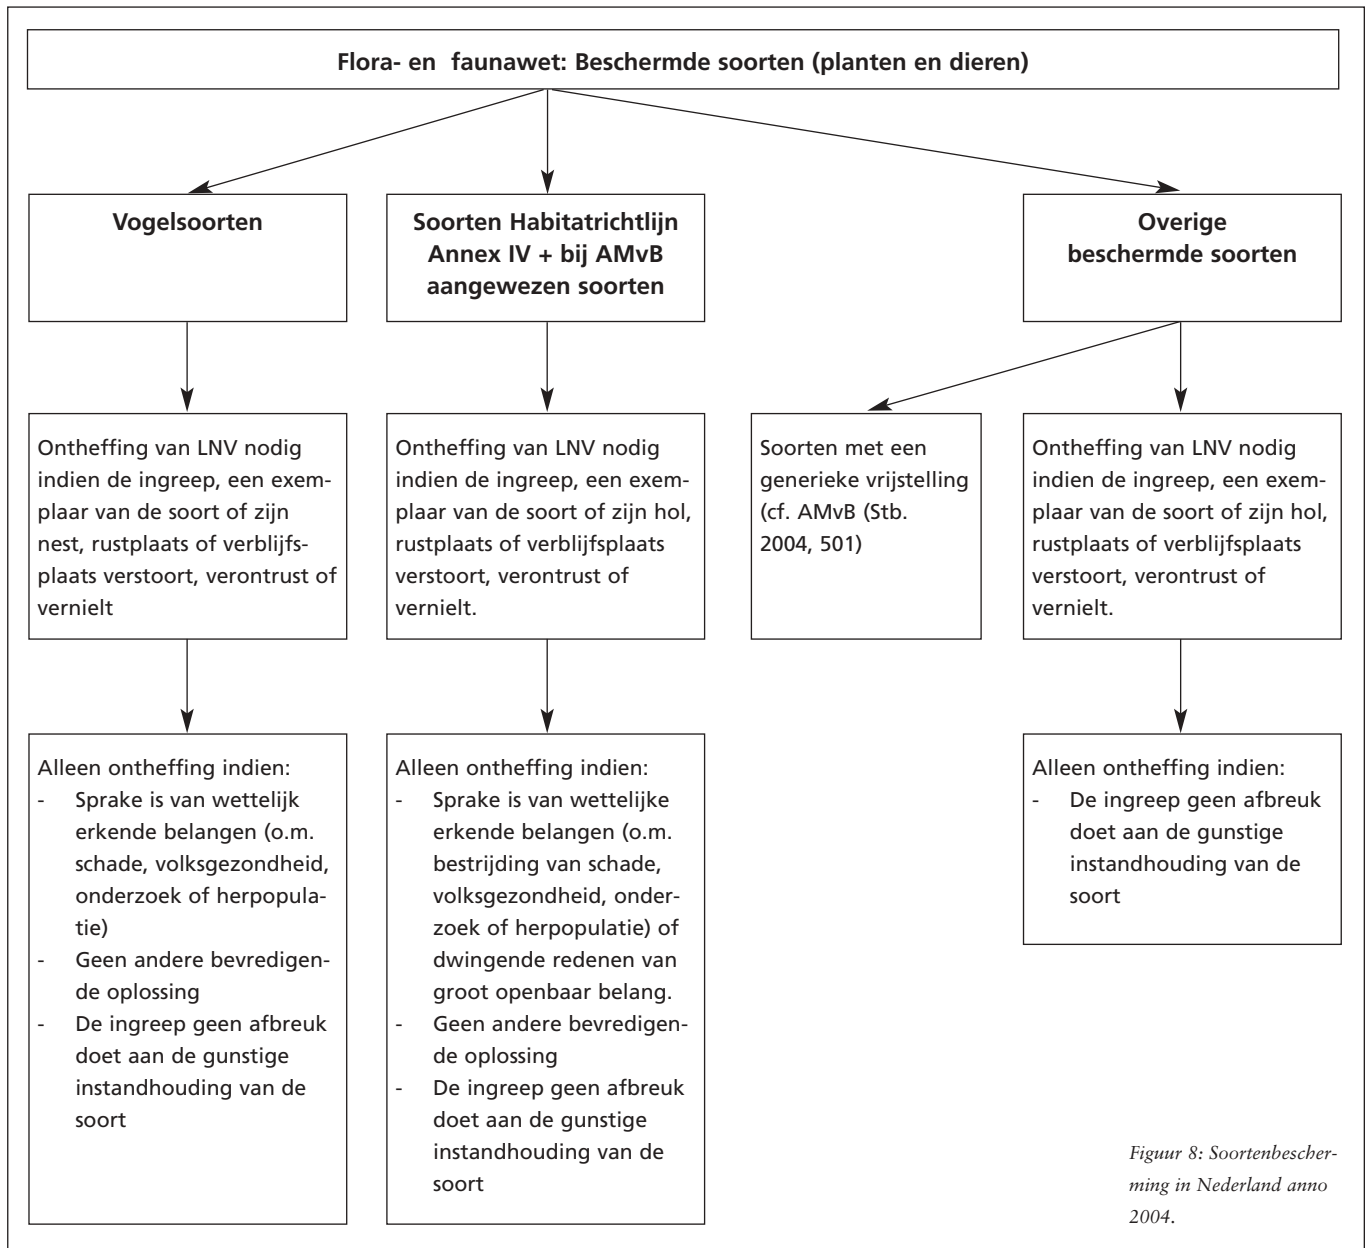 Flora- en faunawet: Beschermde soorten (planten en dieren)
Vogelsoorten
Soorten Habitatrichtlijn
Annex IV + bij AMvB
aangewezen soorten
Overige
beschermde soorten
Ontheffing van LNV nodig
indien de ingreep, een exem-
plaar van de soort of zijn
nest, rustplaats of verblijfs-
plaats verstoort, verontrust of
vernielt
Ontheffing van LNV nodig
indien de ingreep, een exem-
plaar van de soort of zijn hol,
rustplaats of verblijfsplaats
verstoort, verontrust of
vernielt.
Soorten met een
generieke vrijstelling
(cf. AMvB (Stb.
2004, 501)
Ontheffing van LNV nodig
indien de ingreep, een exem-
plaar van de soort of zijn hol,
rustplaats of verblijfsplaats
verstoort, verontrust of
vernielt.
Alleen ontheffing indien:
- Sprake is van wettelijk
erkende belangen (o.m.
schade, volksgezondheid,
onderzoek of herpopula-
tie)
- Geen andere bevredigen-
de oplossing
- De ingreep geen afbreuk
doet aan de gunstige
instandhouding van de
soort
Alleen ontheffing indien:
- Sprake is van wettelijke
erkende belangen (o.m.
bestrijding van schade,
volksgezondheid, onder-
zoek of herpopulatie) of
dwingende redenen van
groot openbaar belang.
- Geen andere bevredigen-
de oplossing
- De ingreep geen afbreuk
doet aan de gunstige
instandhouding van de
soort
Alleen ontheffing indien:
- De ingreep geen afbreuk
doet aan de gunstige
instandhouding van de
soort
Figuur 8: Soortenbescher-
ming in Nederland anno
2004.